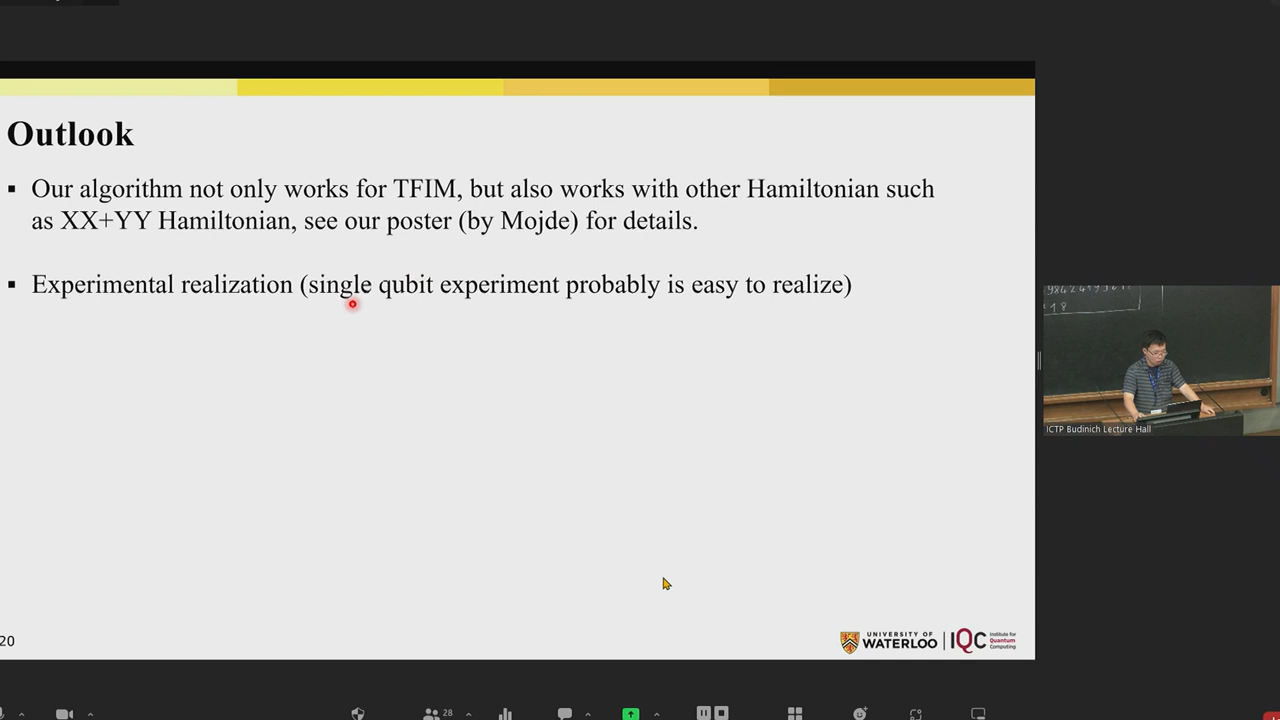 Outlook
▪ Our algorithm not only works for TFIM, but also works with other Hamiltonian such
as XX+YY Hamiltonian, see our poster (by Mojde) for details.
▪ Experimental realization (single qubit experiment probably is easy to realize)
20
UNIVERSITY OF
WATERLOO
IQC
Institute for
Quantum
Computing
ICTP Budinich Lecture Hall
28